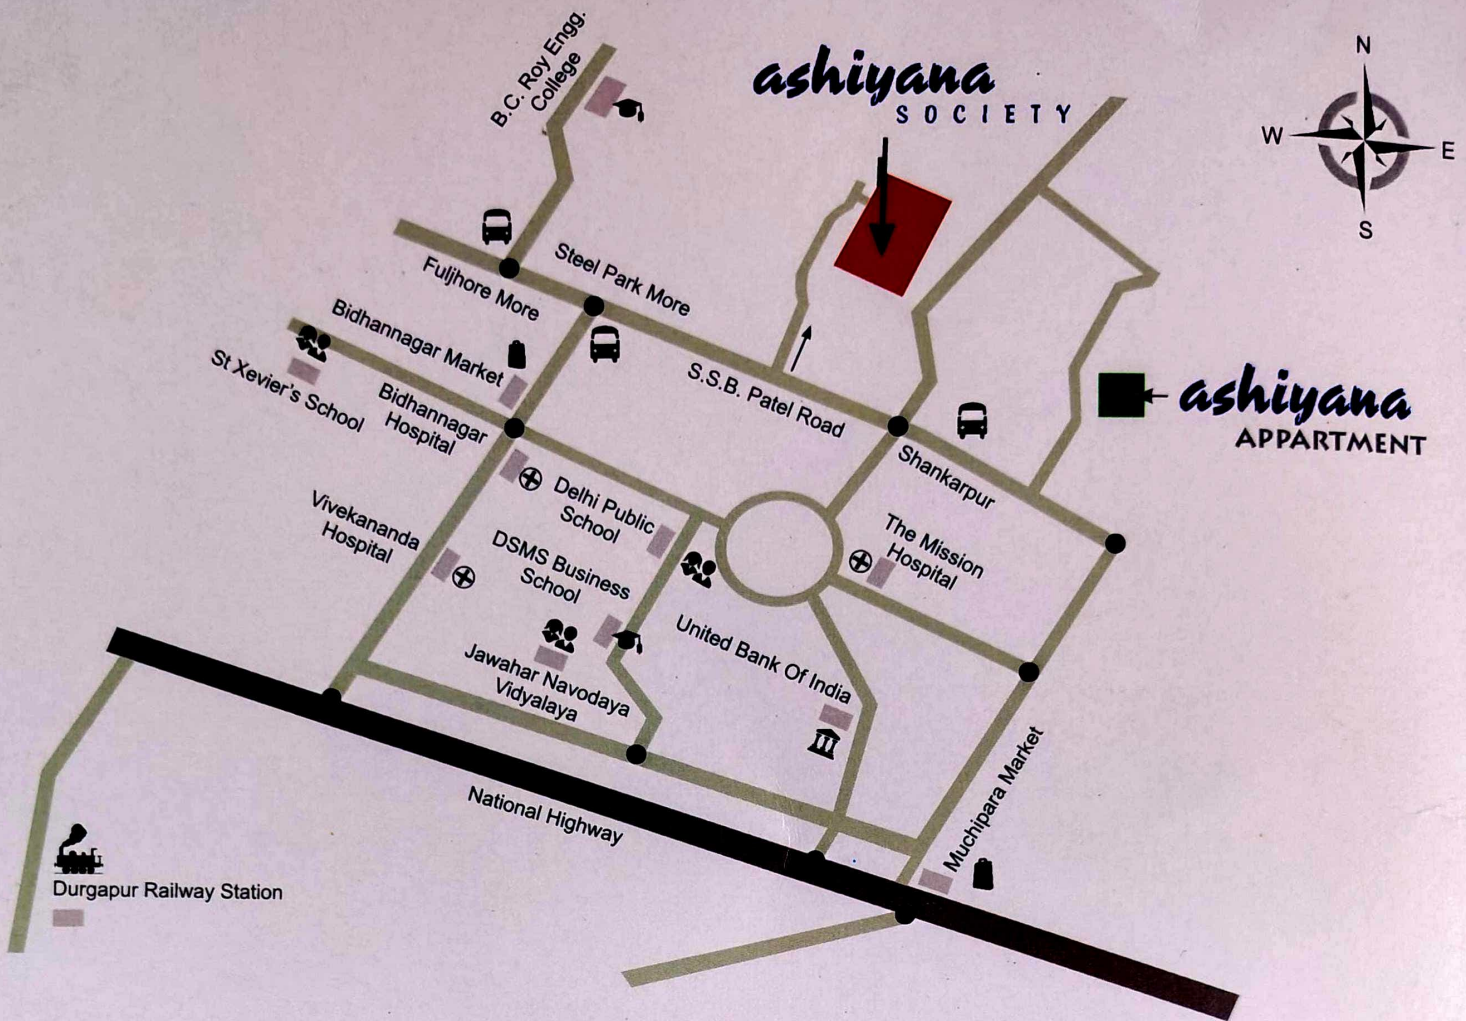 B.C. Roy Engg.
College
ashiyana
SOCIETY
N
W
E
S
Steel Park More
Fuljhore More
Bidhannagar Market
St Xevier's School
Bidhannagar
Hospital
S.S.B. Patel Road
ashiyana
APPARTMENT
Shankarpur
Delhi Public
School
Vivekananda
Hospital
DSMS Business
School
The Mission
Hospital
United Bank Of India
Jawahar Navodaya
Vidyalaya
Muchipara Market
National Highway
Durgapur Railway Station